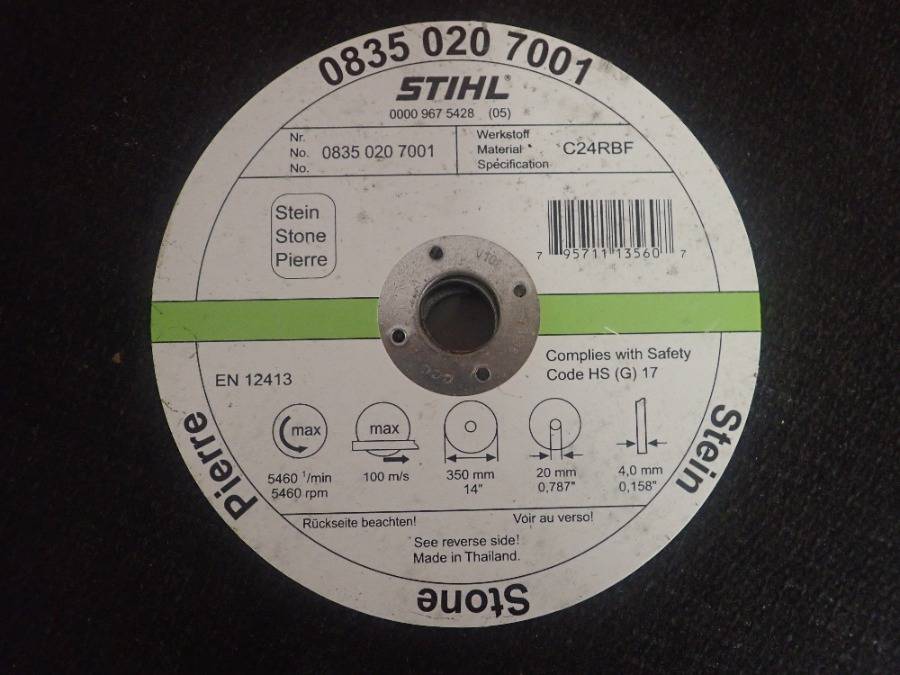 0835 020 7001
STIHL®
0000 967 5428 (05)
Nr.
No. 0835 020 7001
No.
Werkstoff
Material C24RBF
Spécification
Stein
Stone
Pierre
7 95711 13560 7
EN 12413
Complies with Safety
Code HS (G) 17
max
5460 ¹/min
5460 rpm
max
100 m/s
350 mm
14"
20 mm
0,787"
4,0 mm
0,158"
Rückseite beachten! Voir au verso!
See reverse side!
Made in Thailand.
Pierre
Stone
Stein